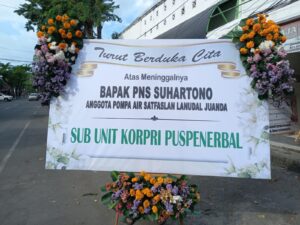 Turut Berduka Cita
Atas Meninggalnya
BAPAK PNS SUHARTONO
ANGGOTA POMPA AIR SATFASLAN LANUDAL JUANDA
SUB UNIT KORPRI PUSPENERBAL